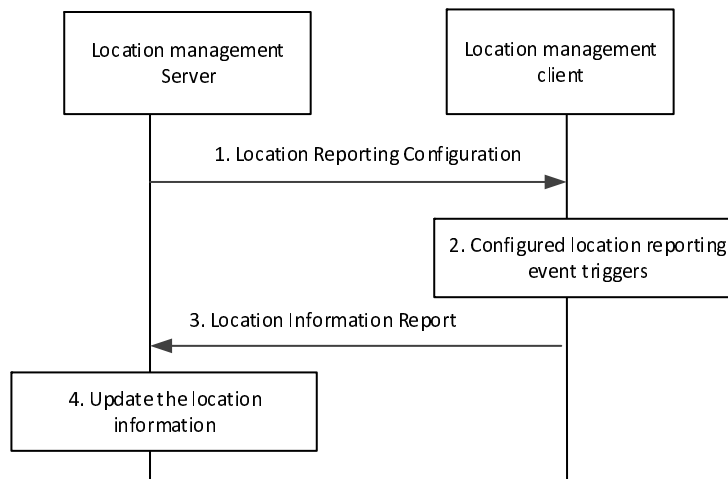 Location management
Server
Location management
client
1. Location Reporting Configuration
2. Configured location reporting
event triggers
3. Location Information Report
4. Update the location
information